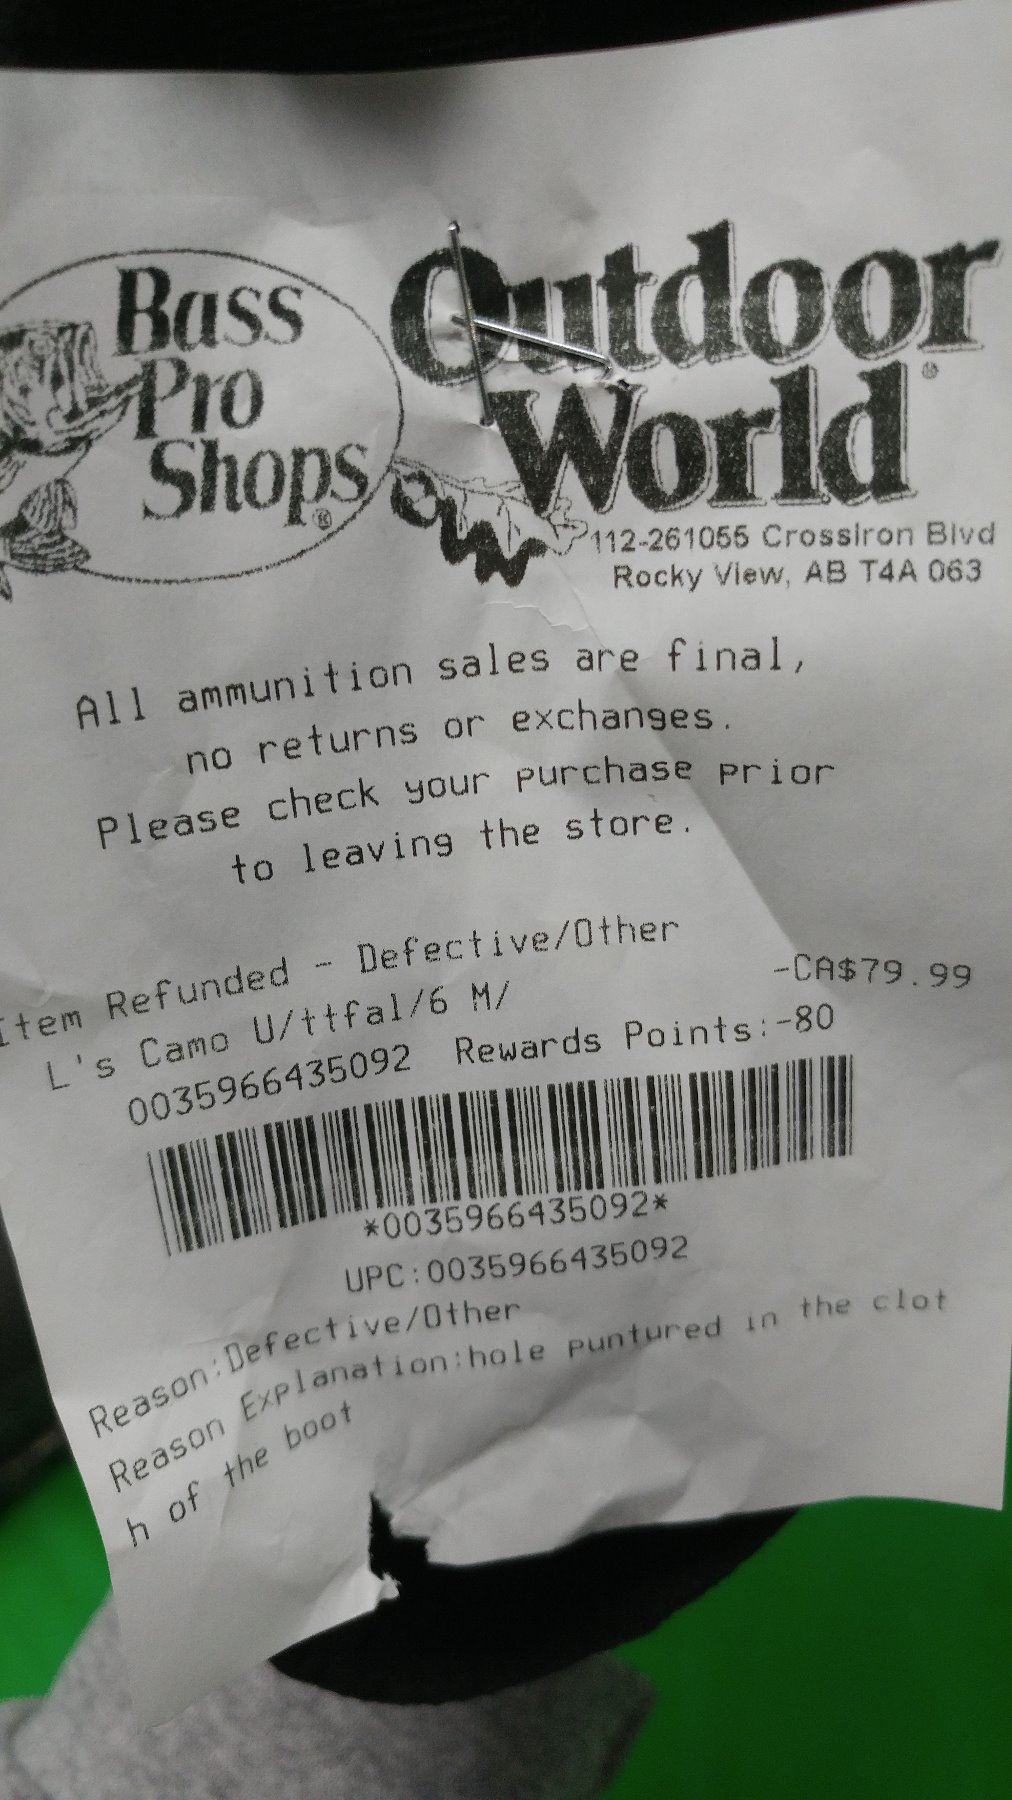 Bass
Pro
Shops®
Outdoor
World®
112-261055 CrossIron Blvd
Rocky View, AB T4A 063
All ammunition sales are final,
no returns or exchanges.
Please check your purchase prior
to leaving the store.
Item Refunded - Defective/Other
L's Camo U/ttfal/6 M/ -CA$79.99
0035966435092 Rewards Points:-80
*0035966435092*
UPC:0035966435092
Reason:Defective/Other
Reason Explanation:hole puntured in the clot
h of the boot